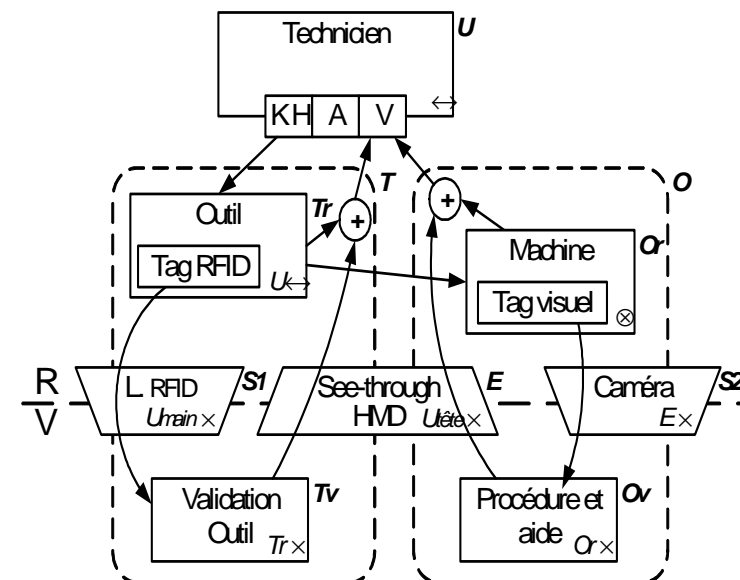 Technicien U
KH A V ↔
T O
Outil Tr
Tag RFID
U↔
+
+
Machine Or
Tag visuel
⊗
R
V
L. RFID S1
Umain ×
See-through E
HMD Utête ×
Caméra S2
E ×
Validation Tv
Outil Tr ×
Procédure et Ov
aide Or ×